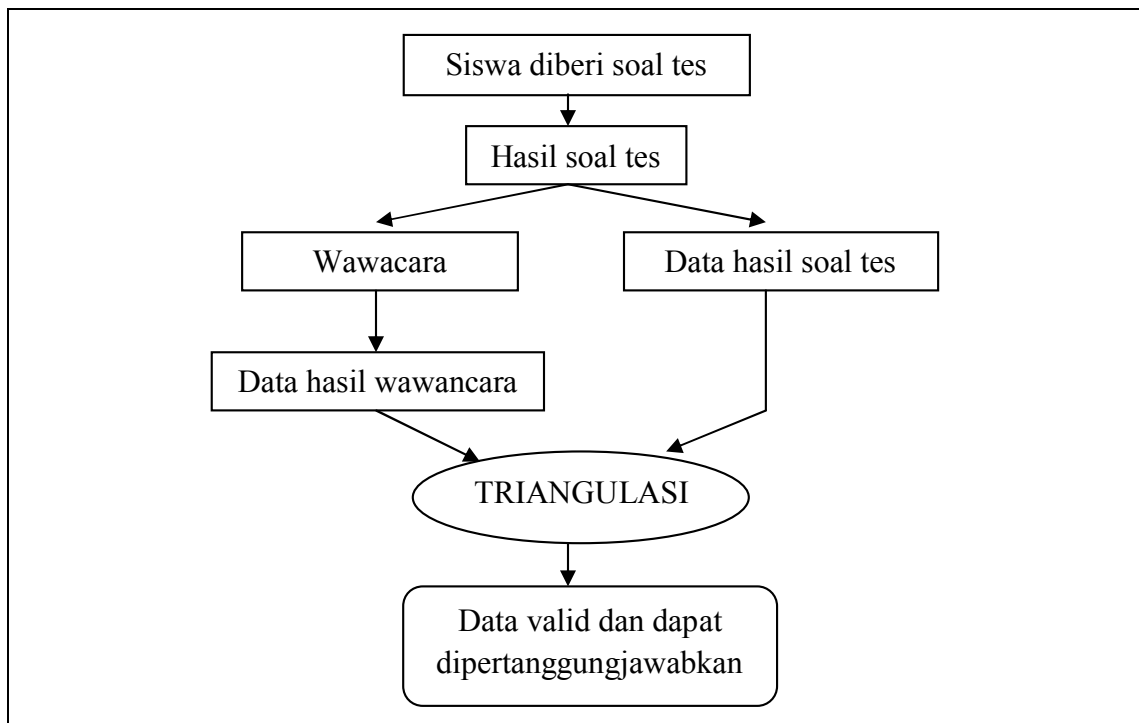 Siswa diberi soal tes
Hasil soal tes
Wawacara
Data hasil soal tes
Data hasil wawancara
TRIANGULASI
Data valid dan dapat
dipertanggungjawabkan